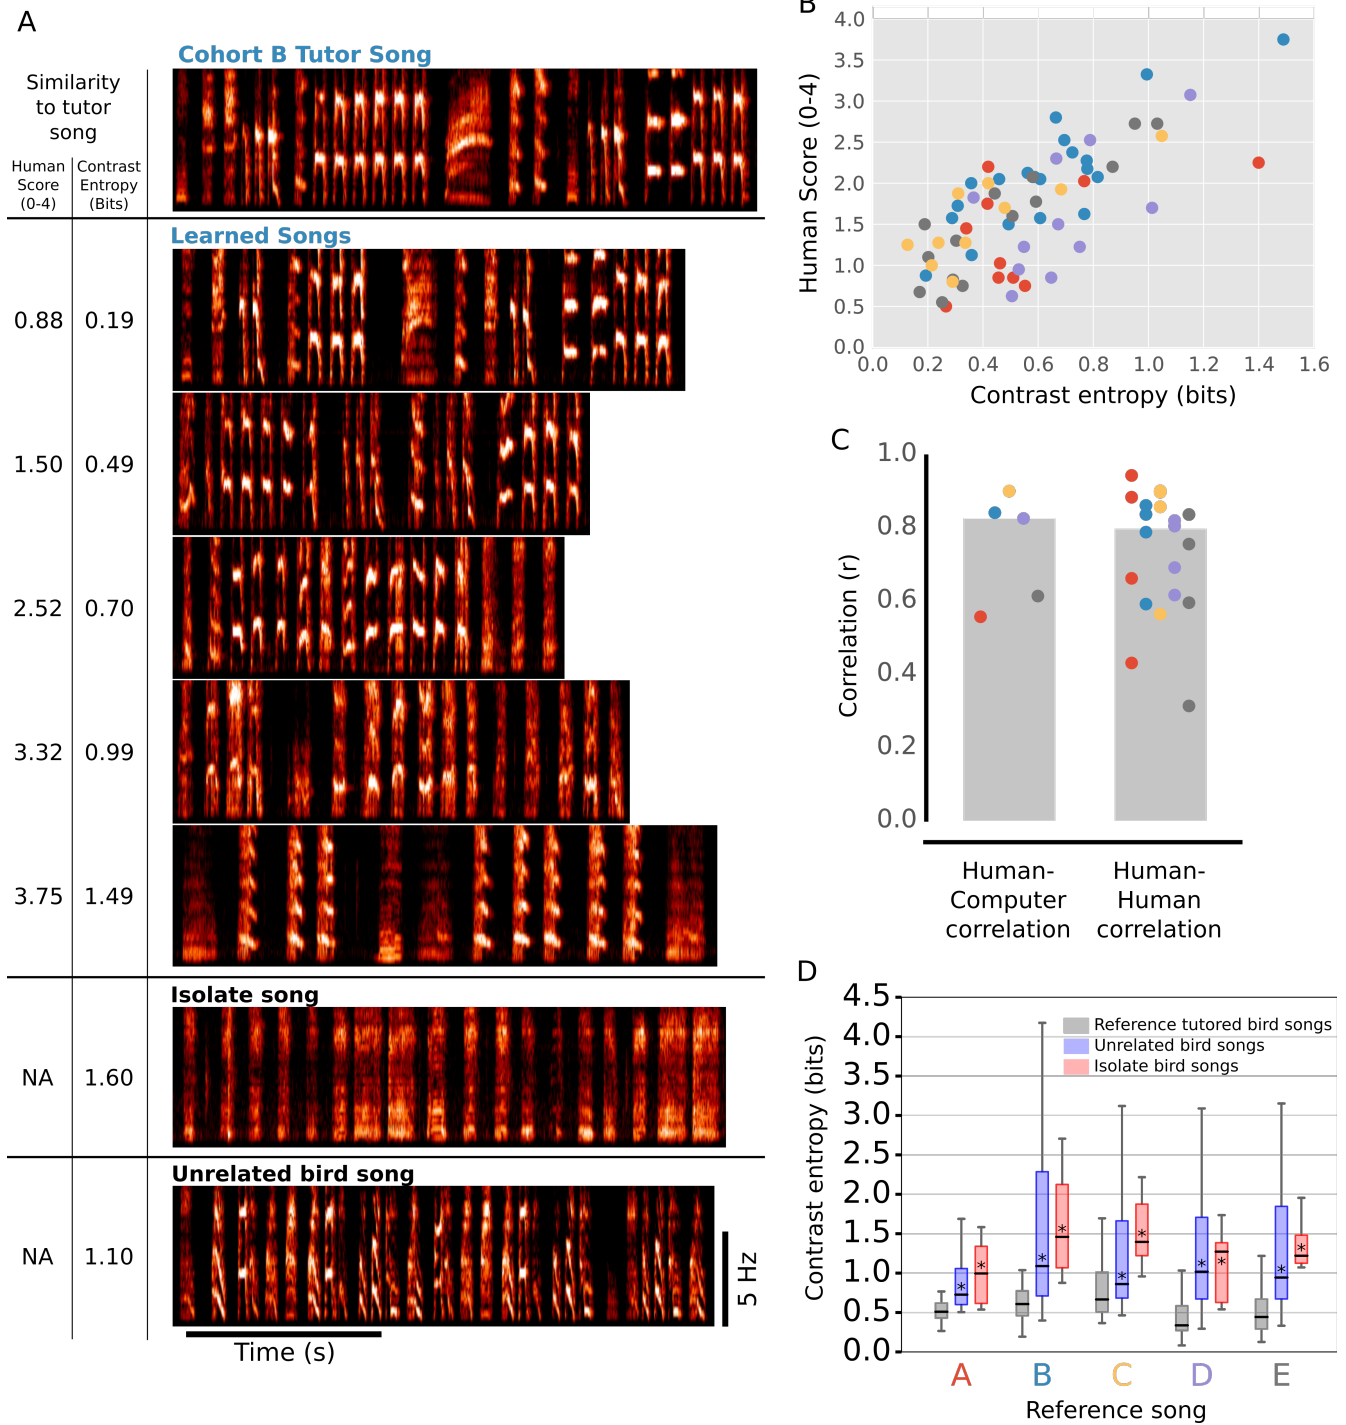 A
Cohort B Tutor Song
Similarity
to tutor
song
Human
Score
(0-4)
Contrast
Entropy
(Bits)
Learned Songs
0.88
0.19
1.50
0.49
2.52
0.70
3.32
0.99
3.75
1.49
Isolate song
NA
1.60
Unrelated bird song
NA
1.10
5 Hz
Time (s)
B
4.0
3.5
3.0
2.5
2.0
1.5
1.0
0.5
0.0
Human Score (0-4)
0.0 0.2 0.4 0.6 0.8 1.0 1.2 1.4 1.6
Contrast entropy (bits)
C
1.0
0.8
0.6
0.4
0.2
0.0
Correlation (r)
Human-
Computer
correlation
Human-
Human
correlation
D
4.5
4.0
3.5
3.0
2.5
2.0
1.5
1.0
0.5
0.0
Contrast entropy (bits)
Reference tutored bird songs
Unrelated bird songs
Isolate bird songs
* * * * * * * * * *
A B C D E
Reference song